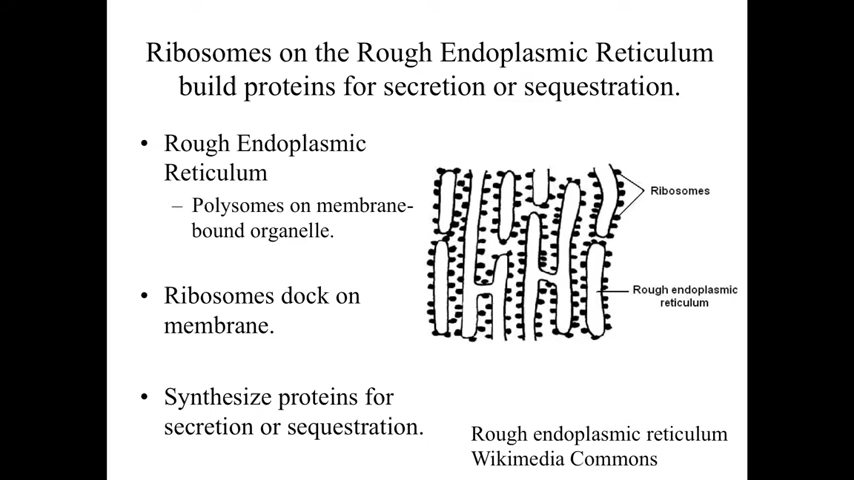 Ribosomes on the Rough Endoplasmic Reticulum
build proteins for secretion or sequestration.
• Rough Endoplasmic
Reticulum
– Polysomes on membrane-
bound organelle.
• Ribosomes dock on
membrane.
• Synthesize proteins for
secretion or sequestration.
Ribosomes
Rough endoplasmic
reticulum
Rough endoplasmic reticulum
Wikimedia Commons